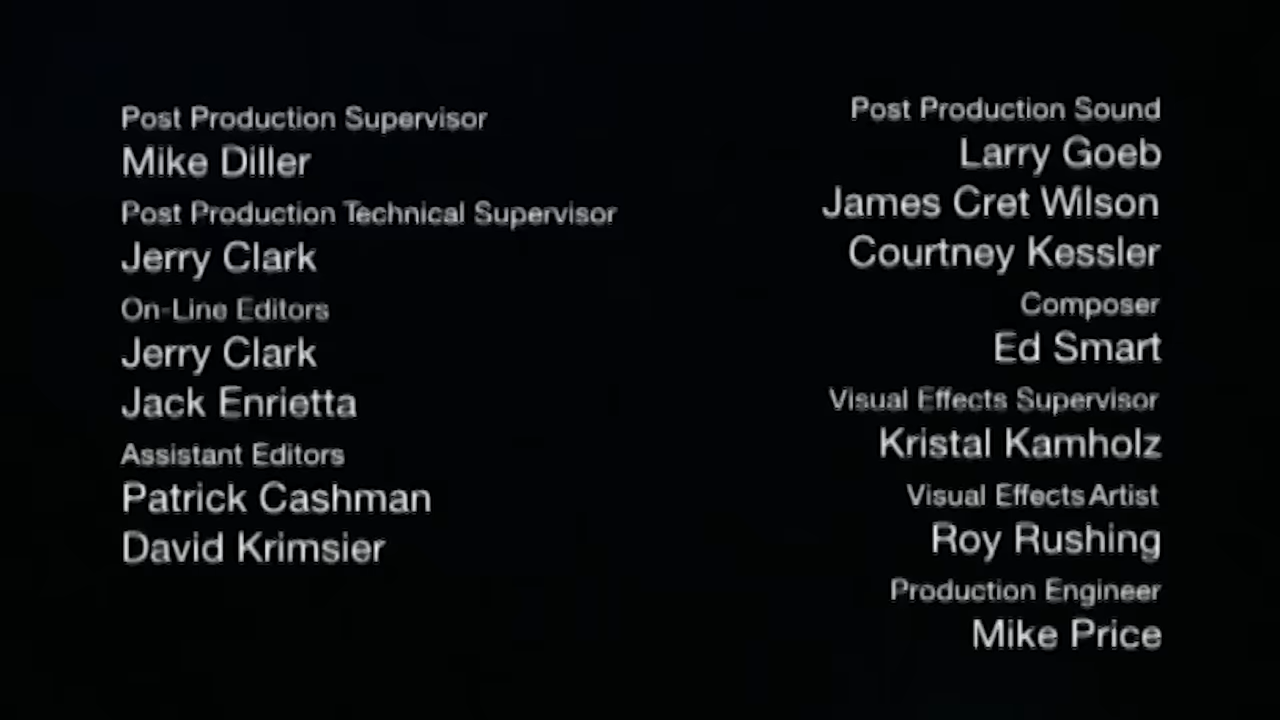 Post Production Supervisor
Mike Diller
Post Production Technical Supervisor
Jerry Clark
On-Line Editors
Jerry Clark
Jack Enrietta
Assistant Editors
Patrick Cashman
David Krimsier
Post Production Sound
Larry Goeb
James Cret Wilson
Courtney Kessler
Composer
Ed Smart
Visual Effects Supervisor
Kristal Kamholz
Visual Effects Artist
Roy Rushing
Production Engineer
Mike Price